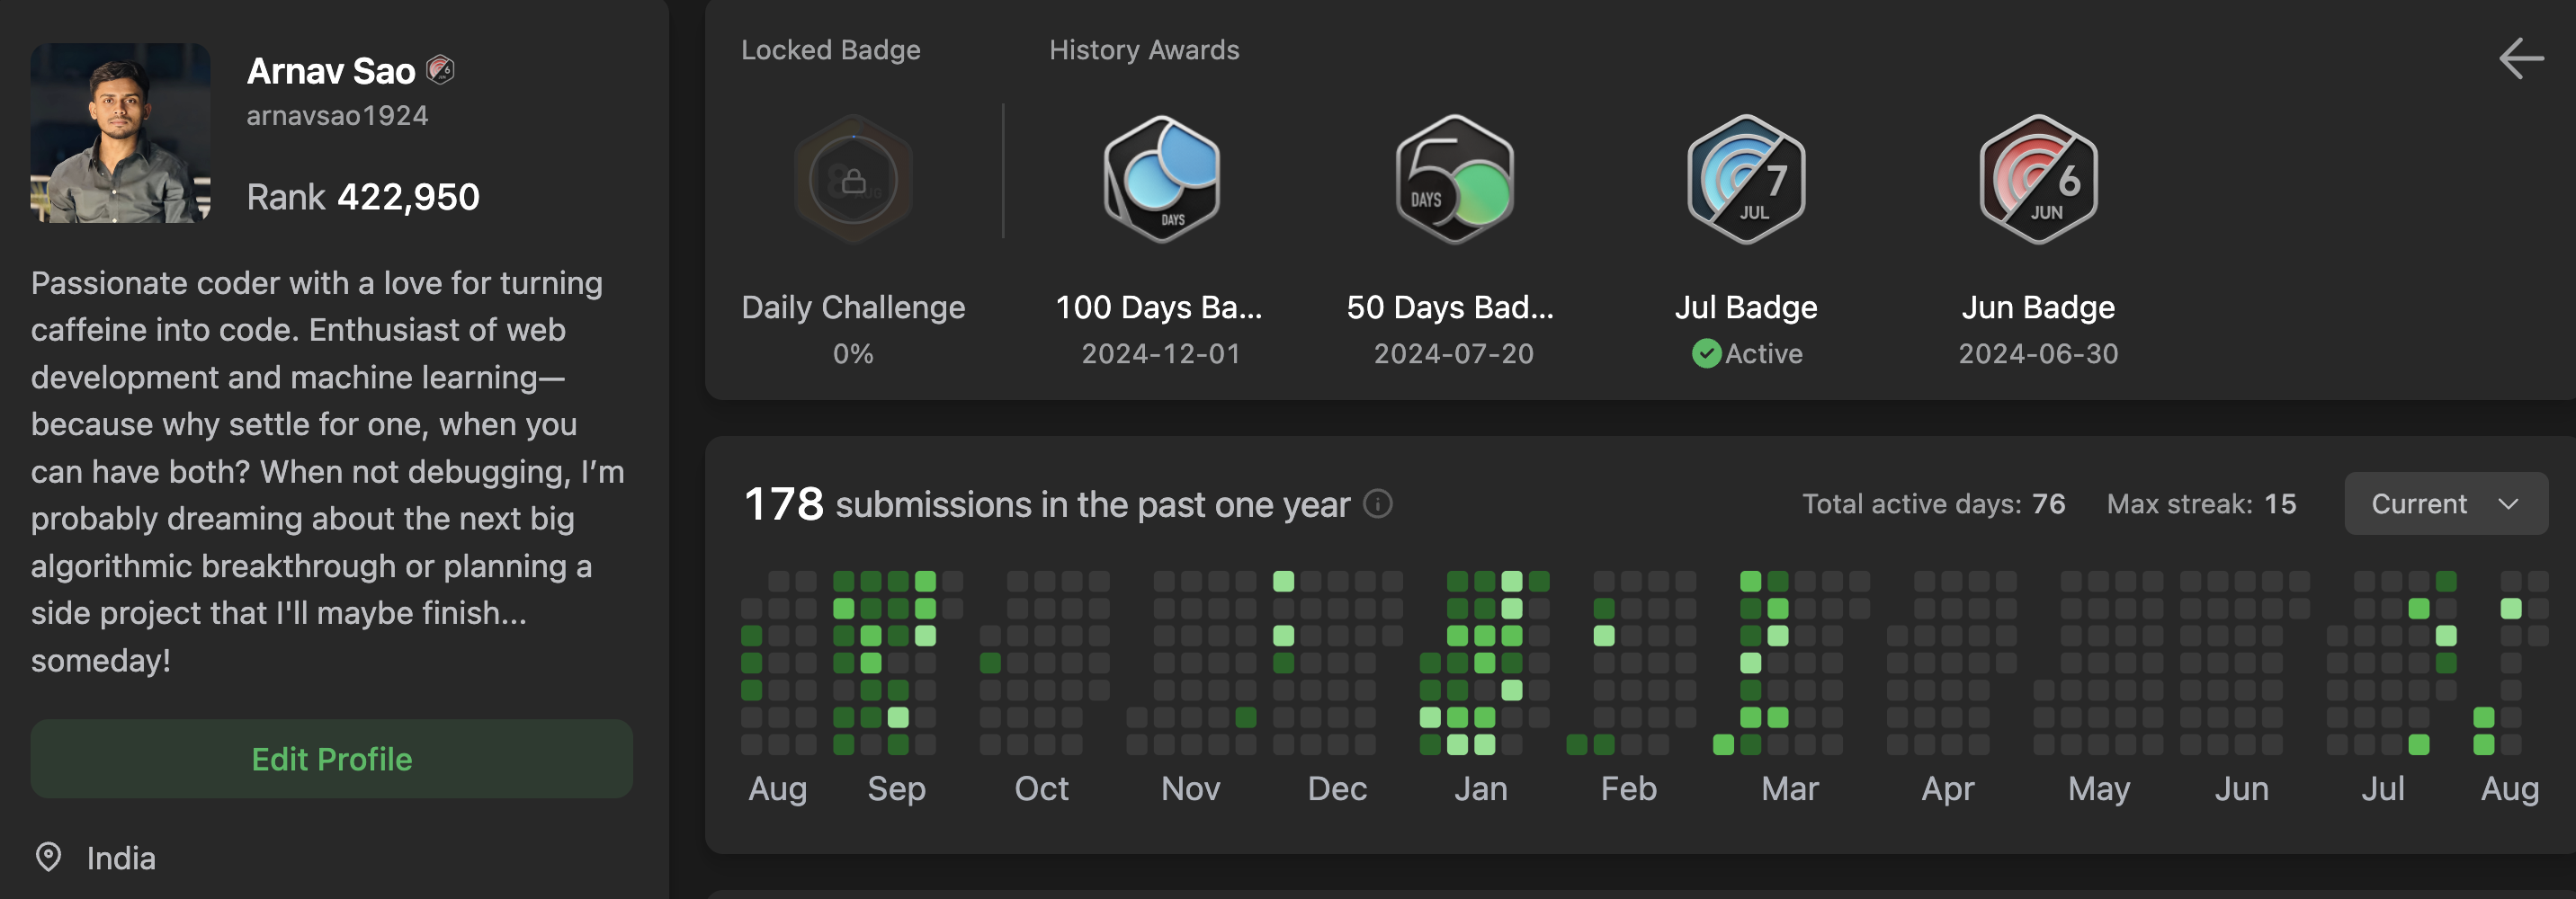 Arnav Sao
arnavsao1924
Rank 422,950
Passionate coder with a love for turning
caffeine into code. Enthusiast of web
development and machine learning—
because why settle for one, when you
can have both? When not debugging, I’m
probably dreaming about the next big
algorithmic breakthrough or planning a
side project that I'll maybe finish...
someday!
Edit Profile
India
Locked Badge
History Awards
DAYS
50 DAYS
7 JUL
6 JUN
Daily Challenge
0%
100 Days Ba...
2024-12-01
50 Days Bad...
2024-07-20
Jul Badge
Active
Jun Badge
2024-06-30
178 submissions in the past one year
Total active days: 76
Max streak: 15
Current
Aug Sep Oct Nov Dec Jan Feb Mar Apr May Jun Jul Aug